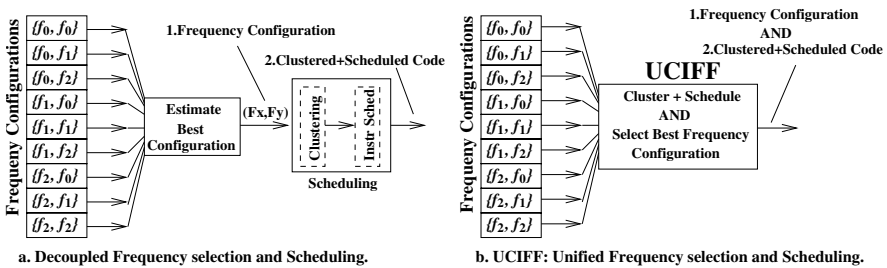 Frequeny Configurations
{f0, f0}
{f0, f1}
{f0, f2}
{f1, f0}
{f1, f1}
{f1, f2}
{f2, f0}
{f2, f1}
{f2, f2}
Estimate
Best
Configuration
1.Frequency Configuration
(Fx,Fy)
2.Clustered+Scheduled Code
Clustering
Instr Sched
Scheduling
a. Decoupled Frequency selection and Scheduling.
Frequeny Configurations
{f0, f0}
{f0, f1}
{f0, f2}
{f1, f0}
{f1, f1}
{f1, f2}
{f2, f0}
{f2, f1}
{f2, f2}
UCIFF
Cluster + Schedule
AND
Select Best Frequency
Configuration
1.Frequency Configuration
AND
2.Clustered+Scheduled Code
b. UCIFF: Unified Frequency selection and Scheduling.